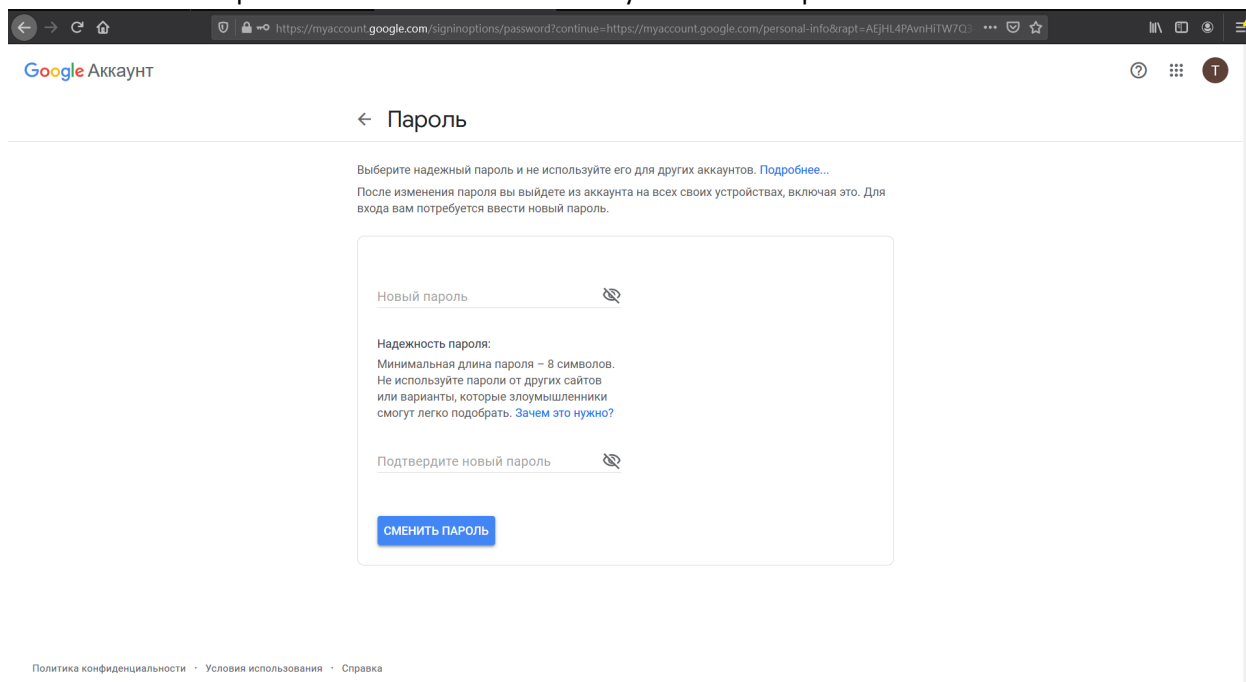 https://myaccount.google.com/signinoptions/password?continue=https://myaccount.google.com/personal-info&rapt=AEjHL4PAvnHiTW7Q3
Google Аккаунт
T
Пароль
Выберите надежный пароль и не используйте его для других аккаунтов. Подробнее...
После изменения пароля вы выйдете из аккаунта на всех своих устройствах, включая это. Для
входа вам потребуется ввести новый пароль.
Новый пароль
Надежность пароля:
Минимальная длина пароля – 8 символов.
Не используйте пароли от других сайтов
или варианты, которые злоумышленники
смогут легко подобрать. Зачем это нужно?
Подтвердите новый пароль
СМЕНИТЬ ПАРОЛЬ
Политика конфиденциальности · Условия использования · Справка